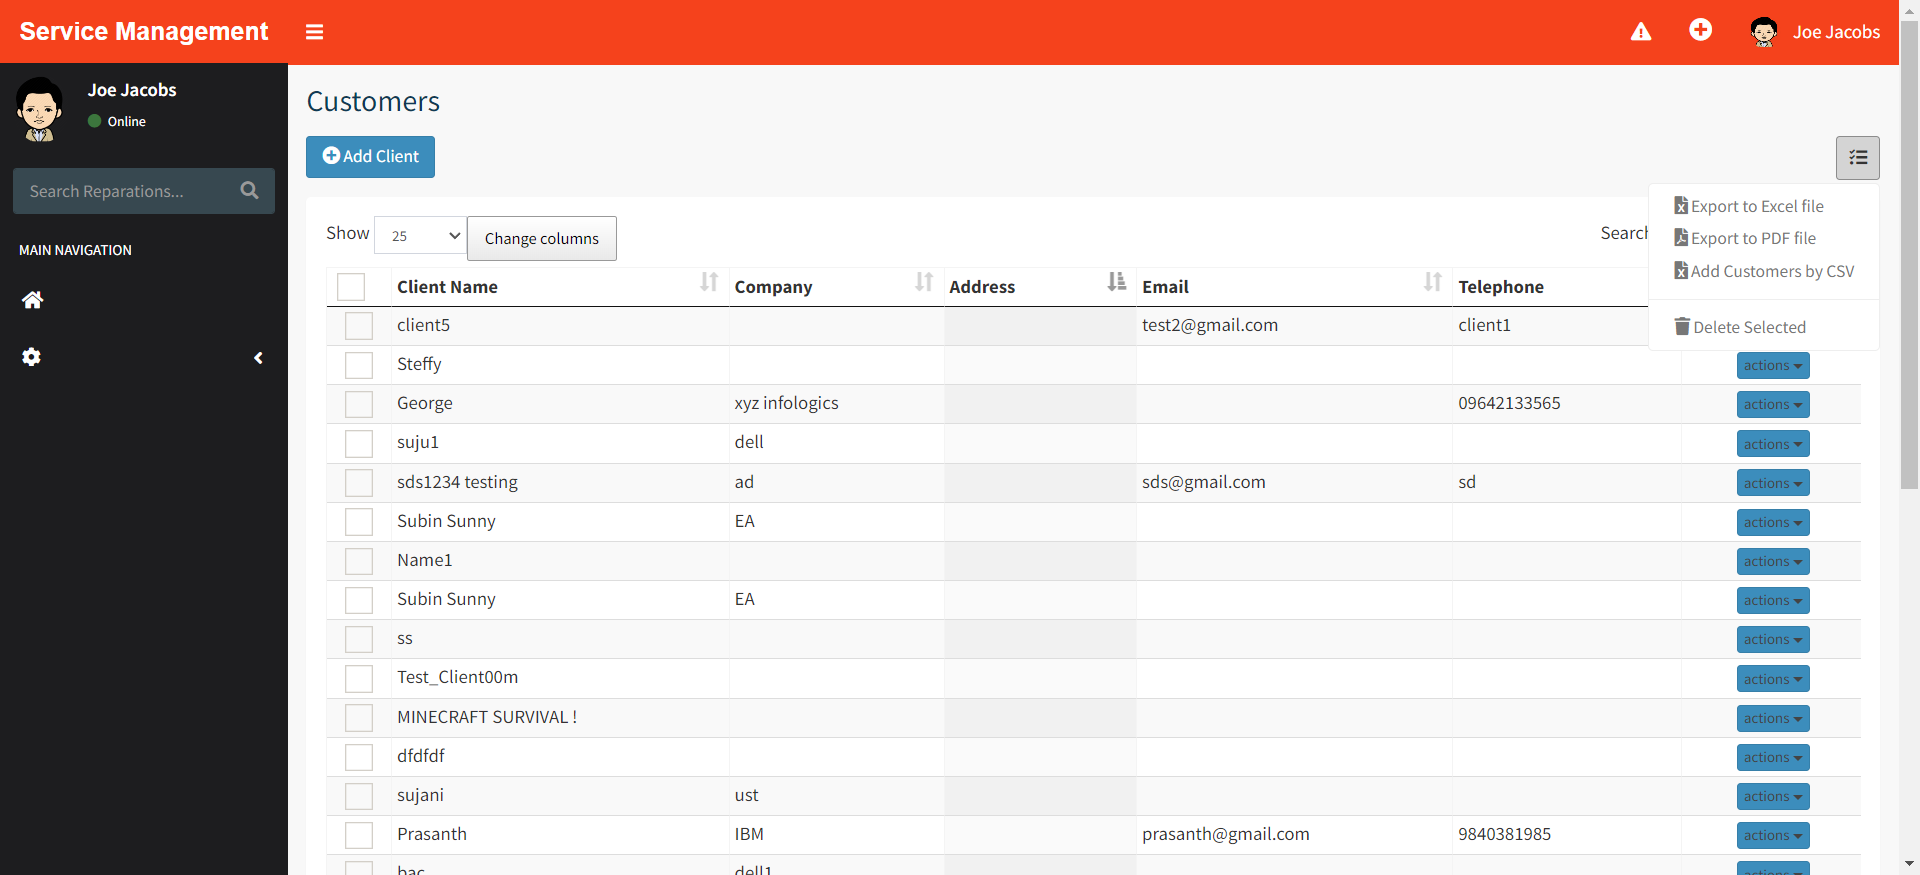 Service Management
Joe Jacobs
Joe Jacobs
Online
Search Reparations...
MAIN NAVIGATION
Customers
Add Client
Export to Excel file
Export to PDF file
Add Customers by CSV
Delete Selected
Show 25 Change columns Search
Client Name Company Address Email Telephone
client5 test2@gmail.com client1
Steffy actions
George xyz infologics 09642133565 actions
suju1 dell actions
sds1234 testing ad sds@gmail.com sd actions
Subin Sunny EA actions
Name1 actions
Subin Sunny EA actions
ss actions
Test_Client00m actions
MINECRAFT SURVIVAL ! actions
dfdfdf actions
sujani ust actions
Prasanth IBM prasanth@gmail.com 9840381985 actions
bac dell1 actions